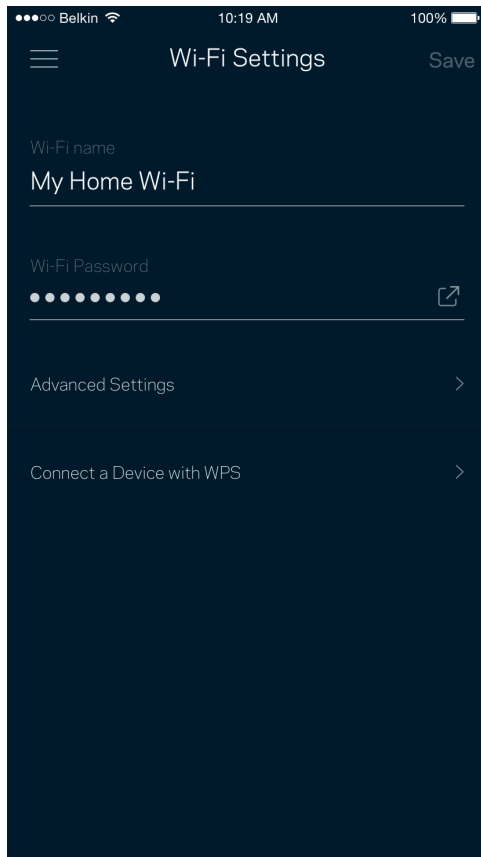 Belkin 10:19 AM 100%
Wi-Fi Settings Save
Wi-Fi name
My Home Wi-Fi
Wi-Fi Password
●●●●●●●●●
Advanced Settings
Connect a Device with WPS